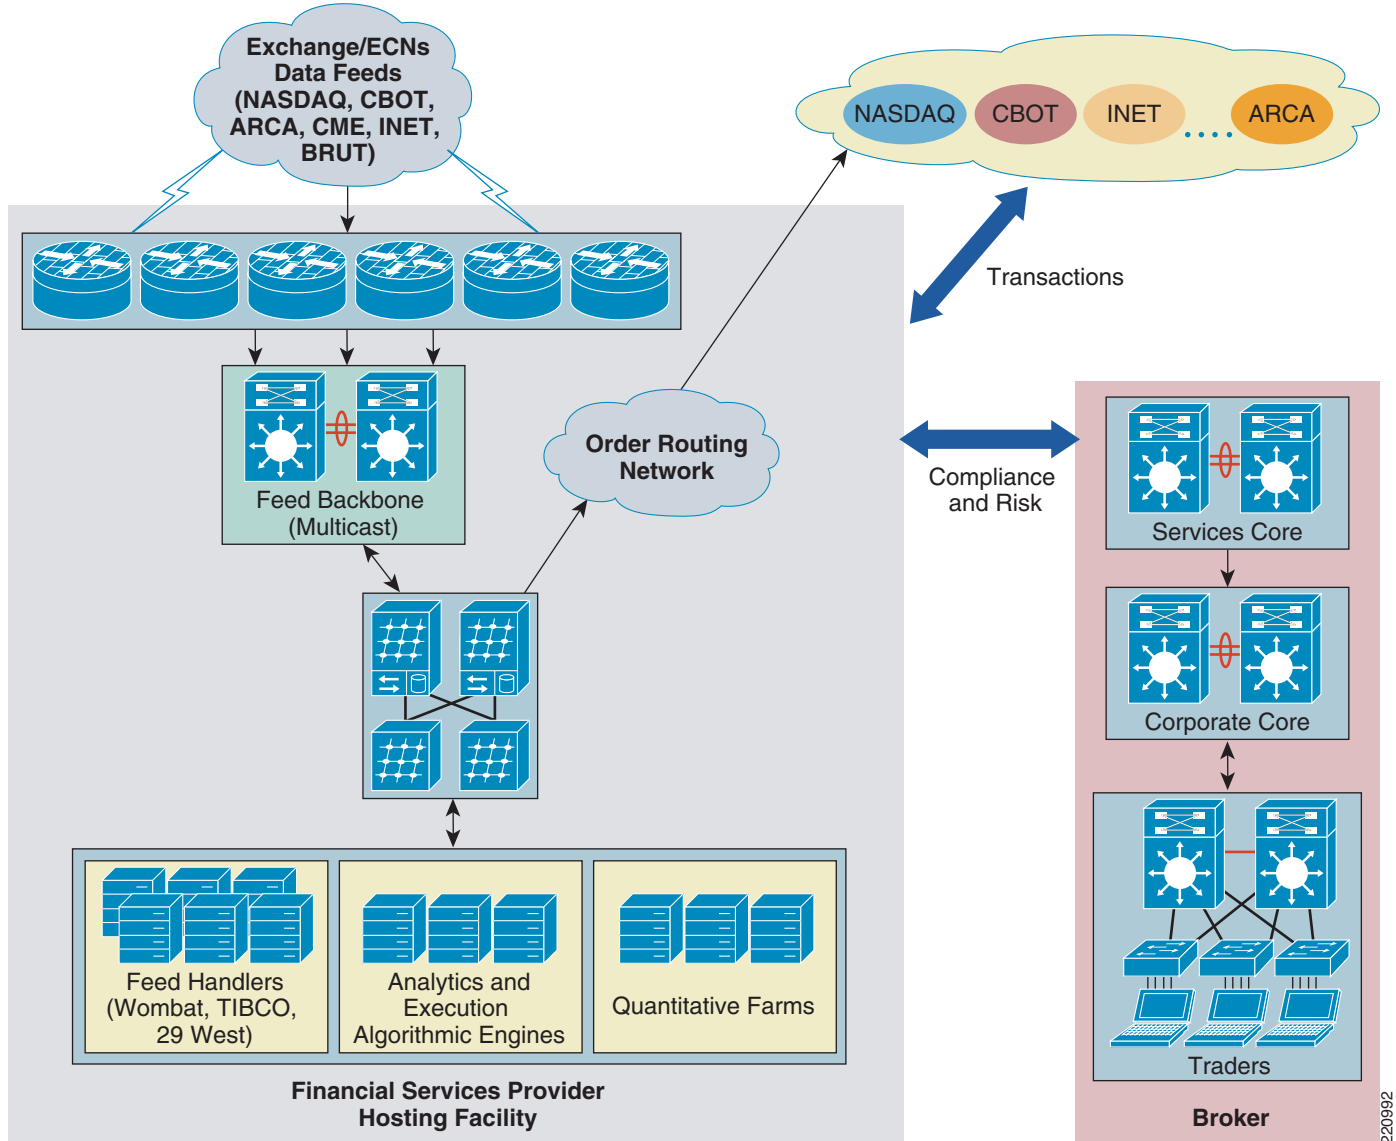 Exchange/ECNs
Data Feeds
(NASDAQ, CBOT,
ARCA, CME, INET,
BRUT)
NASDAQ
CBOT
INET
....
ARCA
Transactions
Order Routing
Network
Compliance
and Risk
Feed Backbone
(Multicast)
Services Core
Corporate Core
Feed Handlers
(Wombat, TIBCO,
29 West)
Analytics and
Execution
Algorithmic Engines
Quantitative Farms
Traders
Financial Services Provider
Hosting Facility
Broker
220992